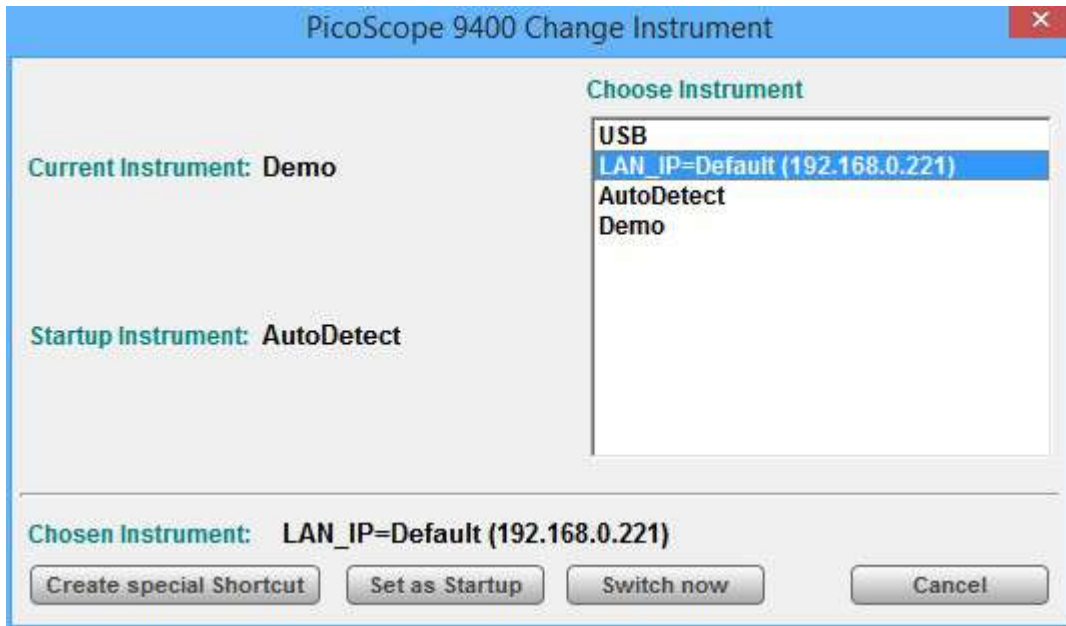 PicoScope 9400 Change Instrument
Choose Instrument
USB
LAN_IP=Default (192.168.0.221)
AutoDetect
Demo
Current Instrument: Demo
Startup Instrument: AutoDetect
Chosen Instrument: LAN_IP=Default (192.168.0.221)
Create special Shortcut
Set as Startup
Switch now
Cancel